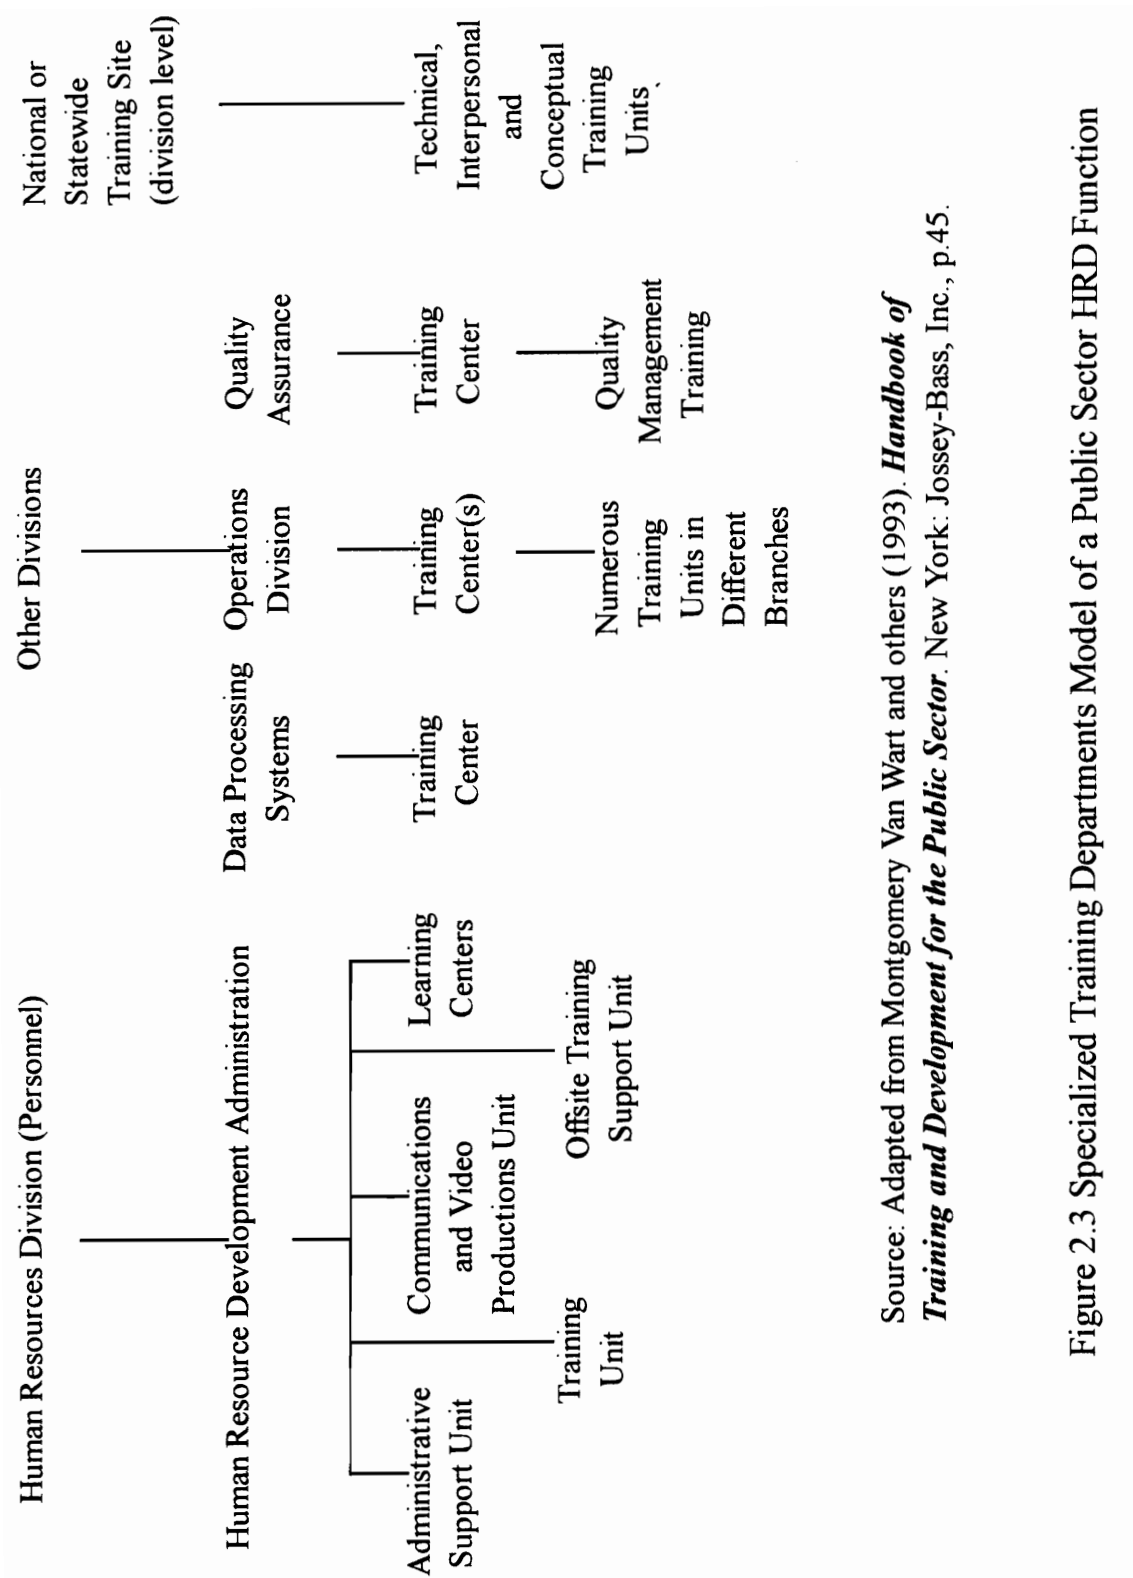 Human Resources Division (Personnel)
Other Divisions
National or
Statewide
Training Site
(division level)
Human Resource Development Administration
Data Processing
Systems
Operations
Division
Quality
Assurance
Administrative
Support Unit
Training
Unit
Communications
and Video
Productions Unit
Offsite Training
Support Unit
Learning
Centers
Training
Center
Training
Center(s)
Numerous
Training
Units in
Different
Branches
Training
Center
Quality
Management
Training
Technical,
Interpersonal
and
Conceptual
Training
Units
Source: Adapted from Montgomery Van Wart and others (1993). Handbook of
Training and Development for the Public Sector. New York: Jossey-Bass, Inc., p.45.
Figure 2.3 Specialized Training Departments Model of a Public Sector HRD Function